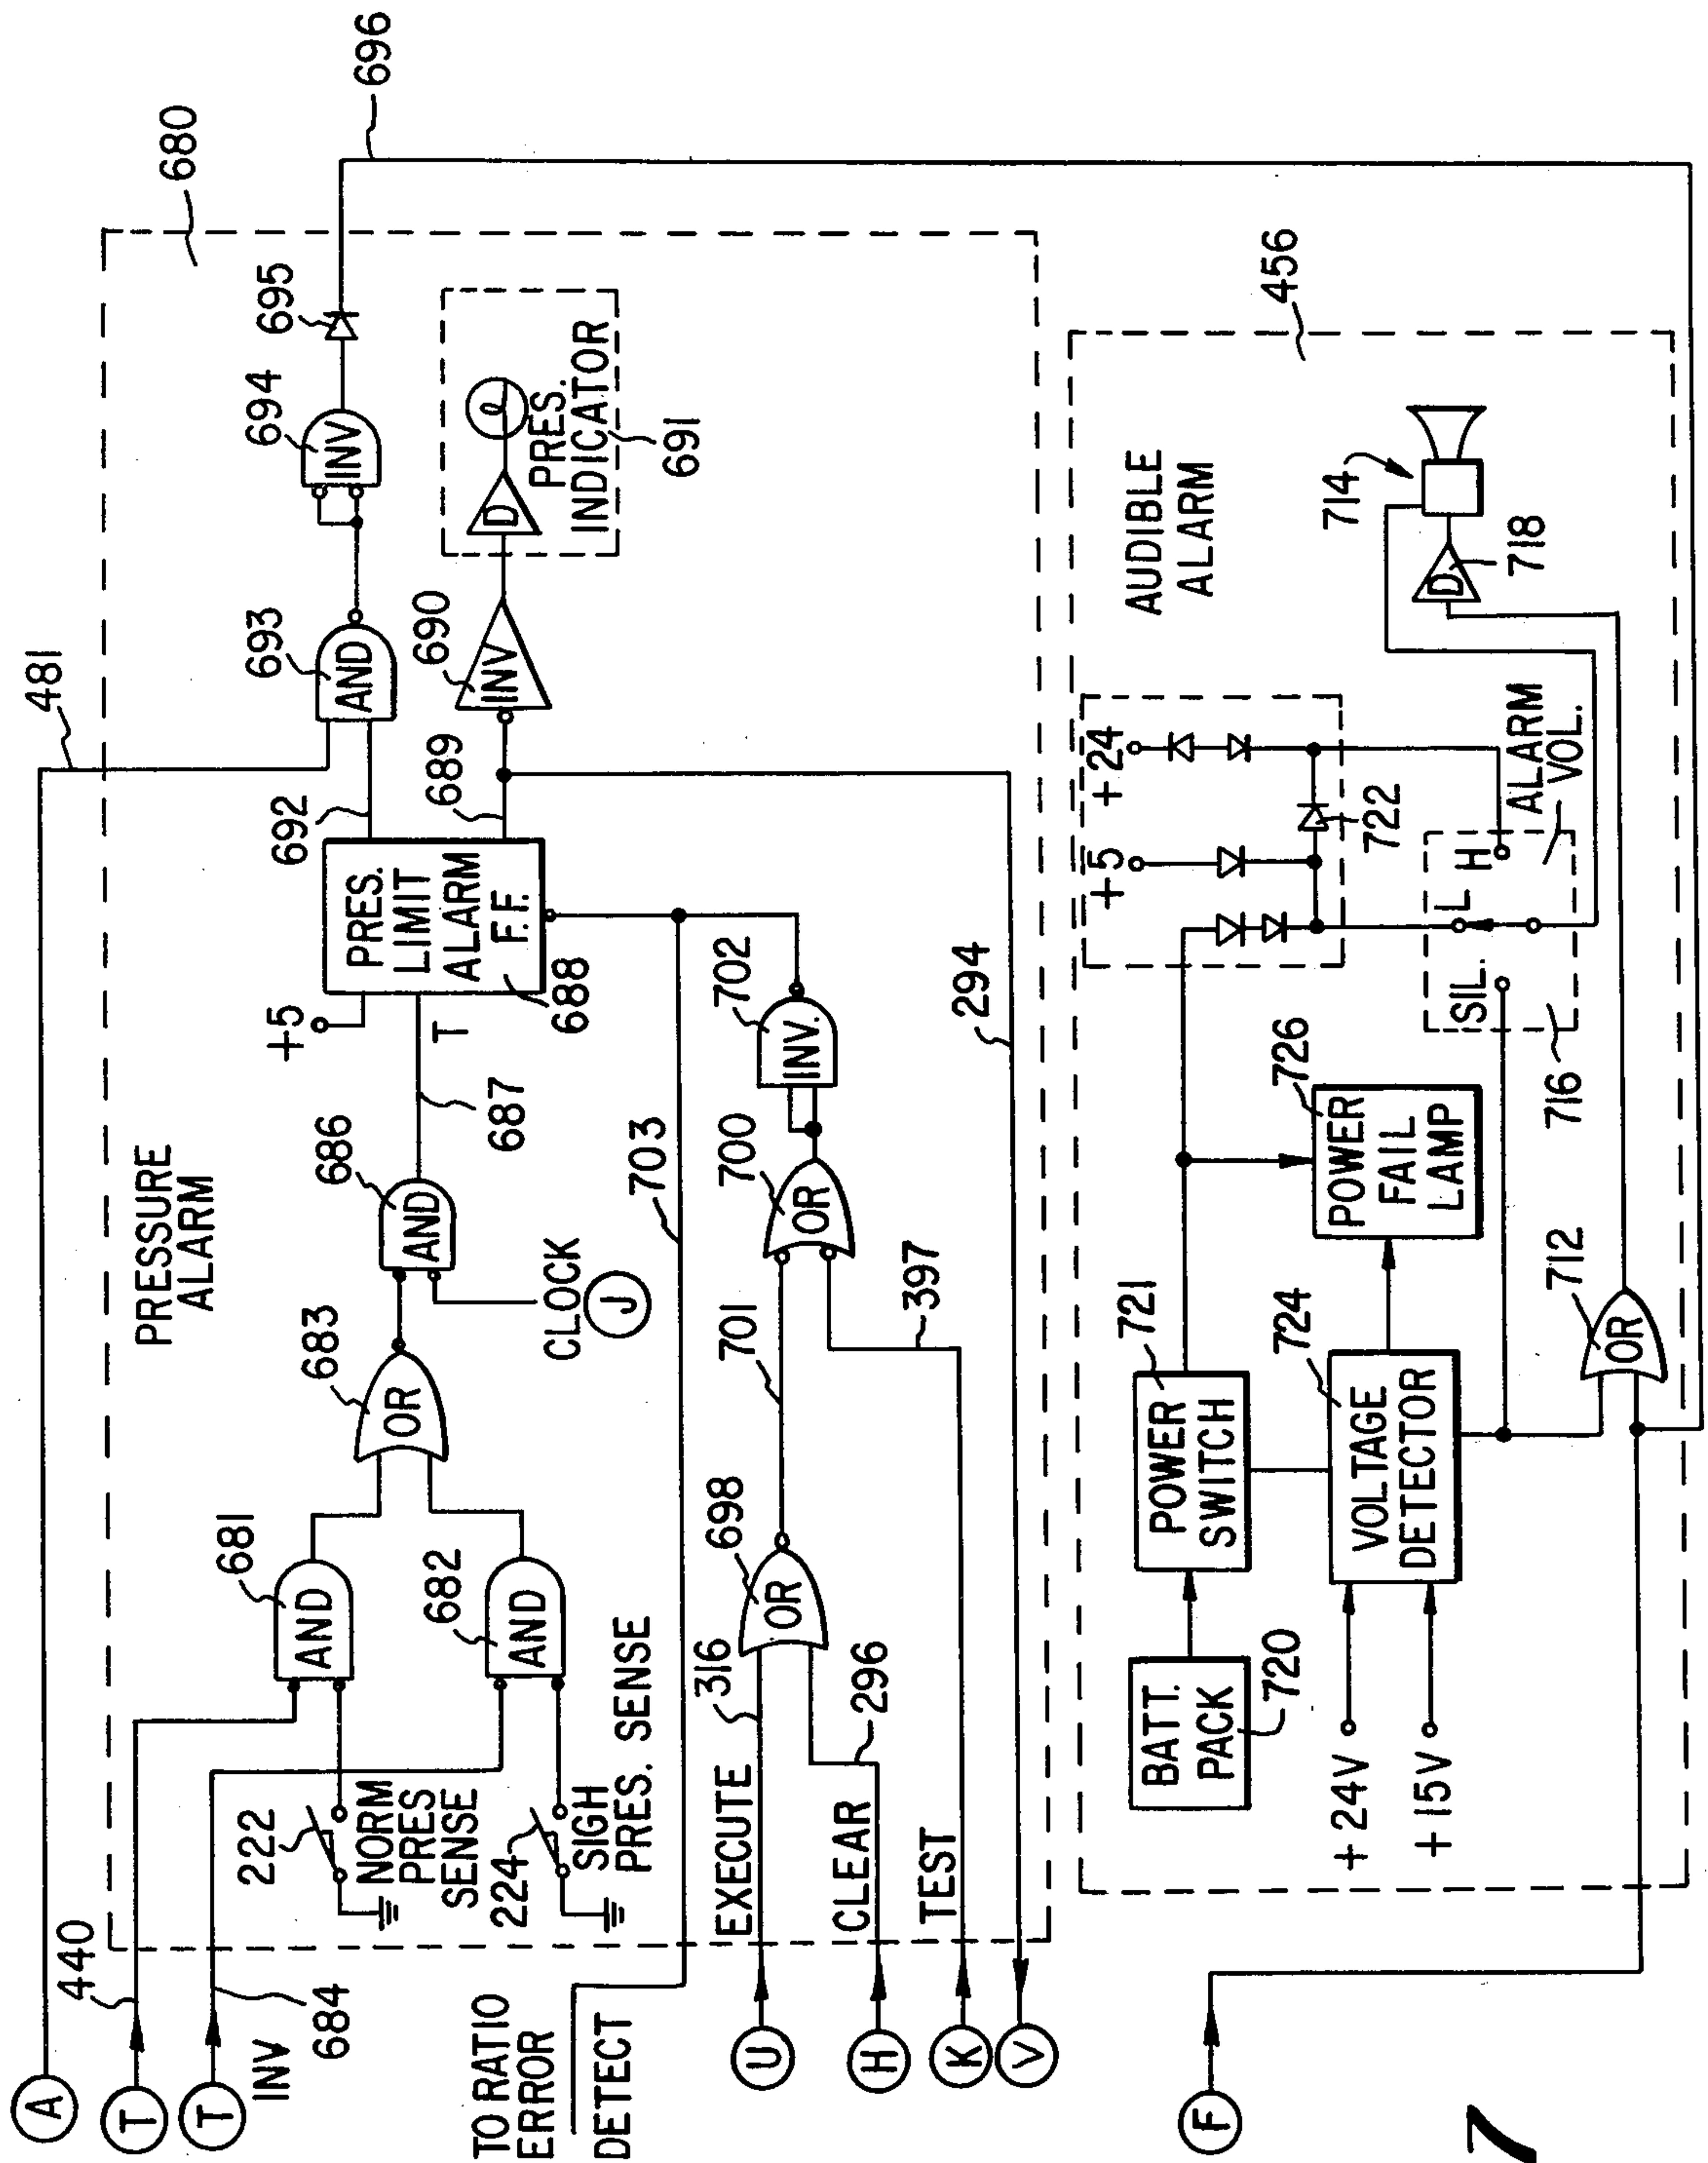 A
481
T
440
T
INV
684
PRESSURE
ALARM
680
696
222
NORM
PRES
SENSE
224
SIGH
PRES. SENSE
AND
681
AND
682
OR
683
AND
686
CLOCK
J
687
T
+5
PRES.
LIMIT
ALARM
F.F.
688
692
689
AND
693
INV
694
695
INV
690
D
PRES.
INDICATOR
691
TO RATIO
ERROR
DETECT
703
U
EXECUTE
316
H
CLEAR
296
K
TEST
V
OR
698
701
397
OR
700
INV.
702
294
456
AUDIBLE
ALARM
BATT.
PACK
720
POWER
SWITCH
721
+24V
+15V
VOLTAGE
DETECTOR
724
POWER
FAIL
LAMP
726
+5
+24
722
SIL.
L
H
ALARM
VOL.
716
714
D
718
OR
712
F
7